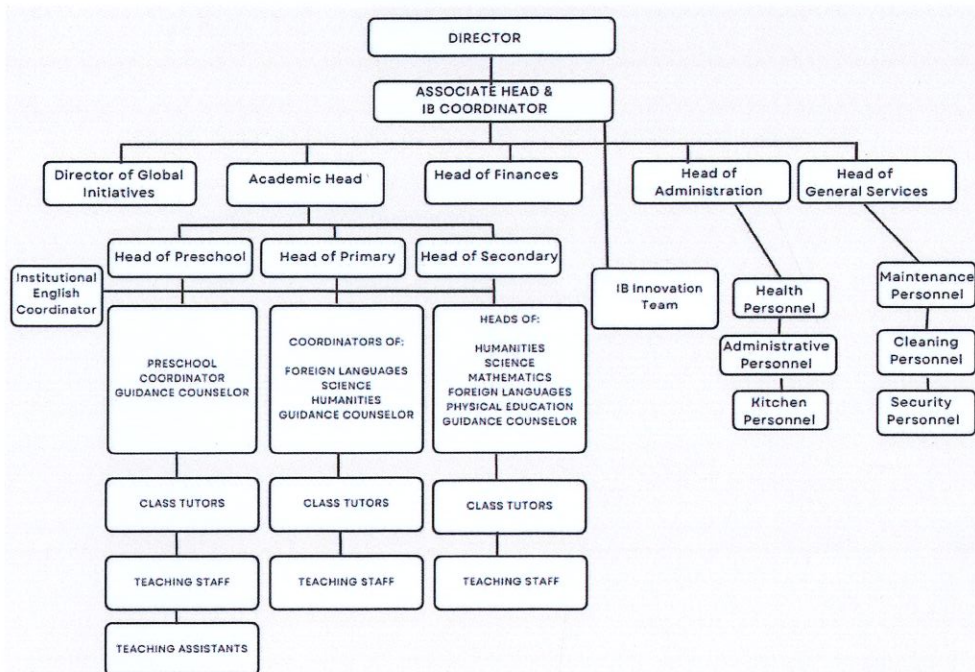 DIRECTOR
ASSOCIATE HEAD &
IB COORDINATOR
Director of Global
Initiatives
Academic Head
Head of Finances
Head of
Administration
Head of
General Services
Head of Preschool
Head of Primary
Head of Secondary
Institutional
English
Coordinator
IB Innovation
Team
Health
Personnel
Maintenance
Personnel
PRESCHOOL
COORDINATOR
GUIDANCE COUNSELOR
COORDINATORS OF:
FOREIGN LANGUAGES
SCIENCE
HUMANITIES
GUIDANCE COUNSELOR
HEADS OF:
HUMANITIES
SCIENCE
MATHEMATICS
FOREIGN LANGUAGES
PHYSICAL EDUCATION
GUIDANCE COUNSELOR
Administrative
Personnel
Cleaning
Personnel
Kitchen
Personnel
Security
Personnel
CLASS TUTORS
CLASS TUTORS
CLASS TUTORS
TEACHING STAFF
TEACHING STAFF
TEACHING STAFF
TEACHING ASSISTANTS